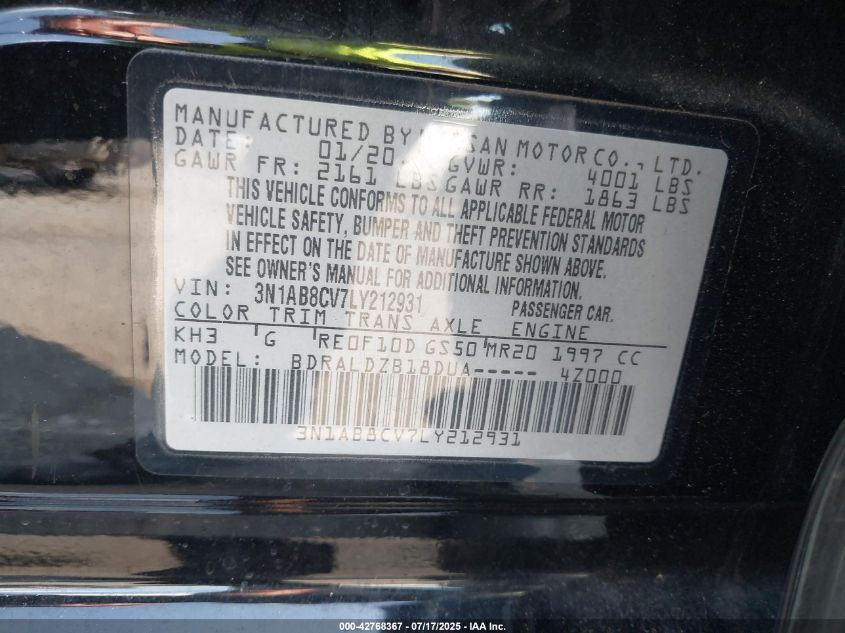 MANUFACTURED BY NISSAN MOTOR CO., LTD.
DATE: 01/20 GVWR: 4001 LBS
GAWR FR: 2161 LBS GAWR RR: 1863 LBS
THIS VEHICLE CONFORMS TO ALL APPLICABLE FEDERAL MOTOR
VEHICLE SAFETY, BUMPER AND THEFT PREVENTION STANDARDS
IN EFFECT ON THE DATE OF MANUFACTURE SHOWN ABOVE.
SEE OWNER'S MANUAL FOR ADDITIONAL INFORMATION.
VIN: 3N1AB8CV7LY212931 PASSENGER CAR.
COLOR TRIM TRANS AXLE ENGINE
KH3 G RE0F10D GS50 MR20 1997 CC
MODEL: BDRALDZB18DUA----- 4Z000
3N1AB8CV7LY212931
000-42768367 - 07/17/2025 - IAA Inc.